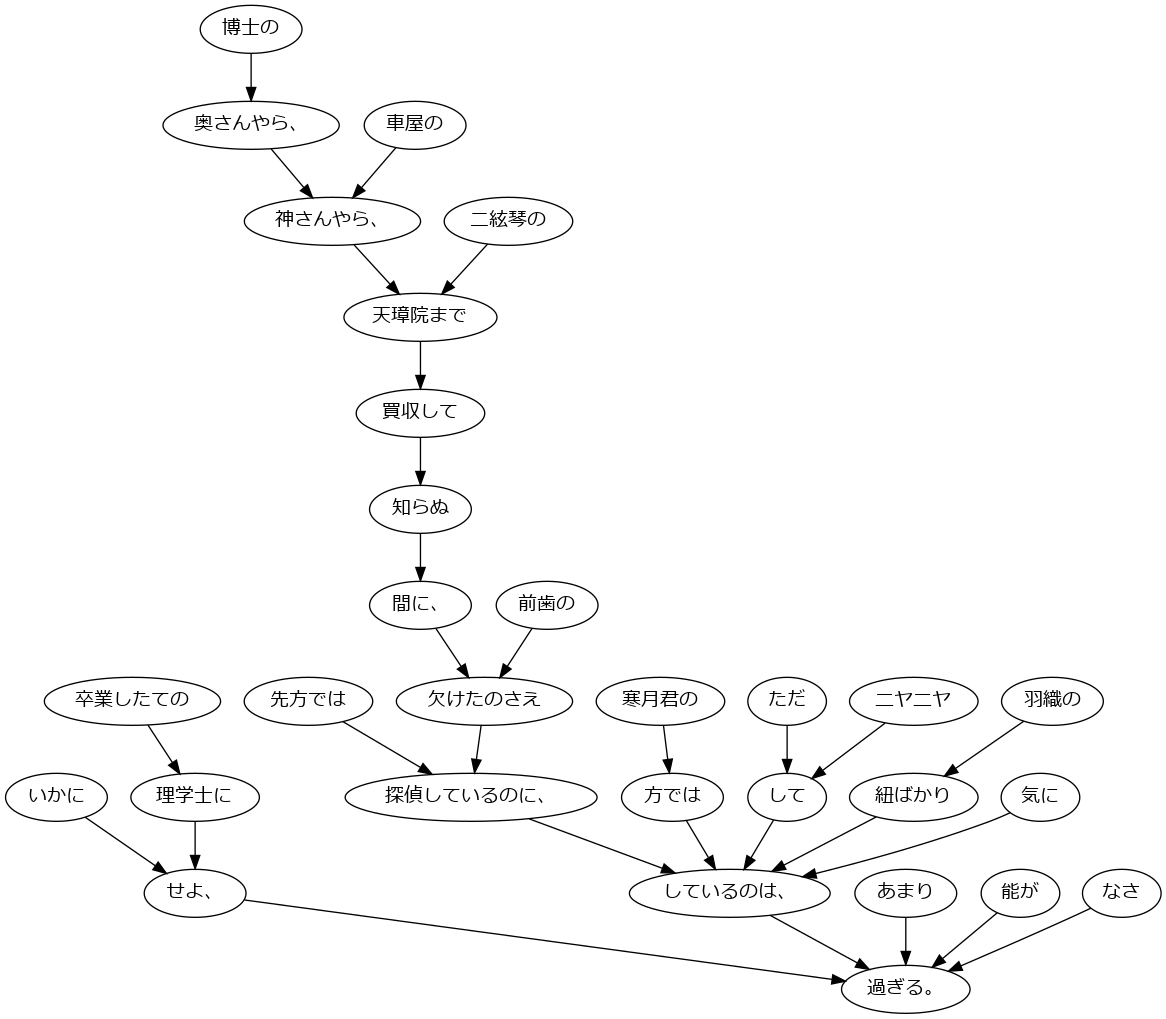 博士の
奥さんやら、
車屋の
神さんやら、
二絃琴の
天璋院まで
買収して
知らぬ
間に、
前歯の
卒業したての
先方では
欠けたのさえ
寒月君の
ただ
ニヤニヤ
羽織の
いかに
理学士に
探偵しているのに、
方では
して
紐ばかり
気に
せよ、
しているのは、
あまり
能が
なさ
過ぎる。